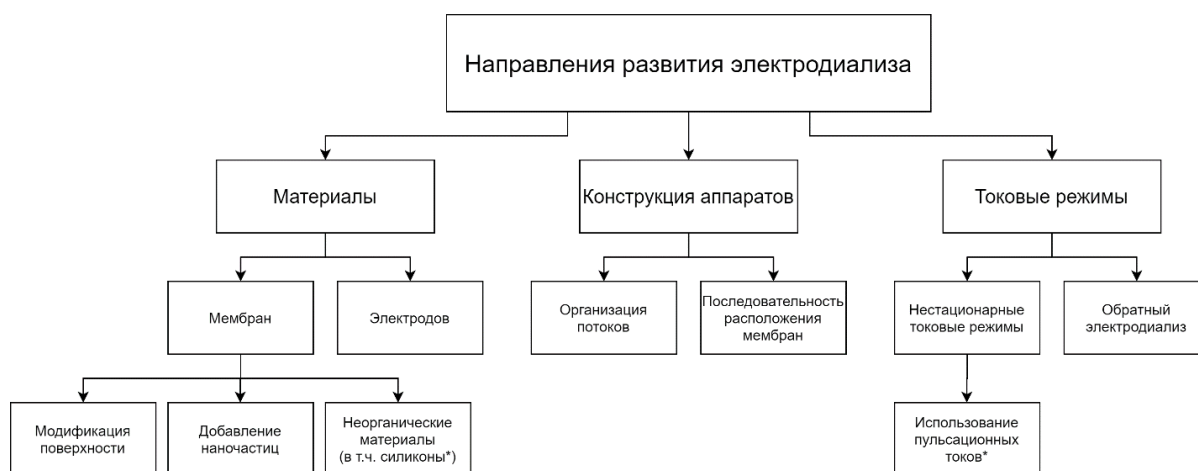 Направления развития электродиализа
Материалы
Конструкция аппаратов
Токовые режимы
Мембран
Электродов
Организация
потоков
Последовательность
расположения
мембран
Нестационарные
токовые режимы
Обратный
электродиализ
Модификация
поверхности
Добавление
наночастиц
Неорганические
материалы
(в т.ч. силиконы*)
Использование
пульсационных
токов*